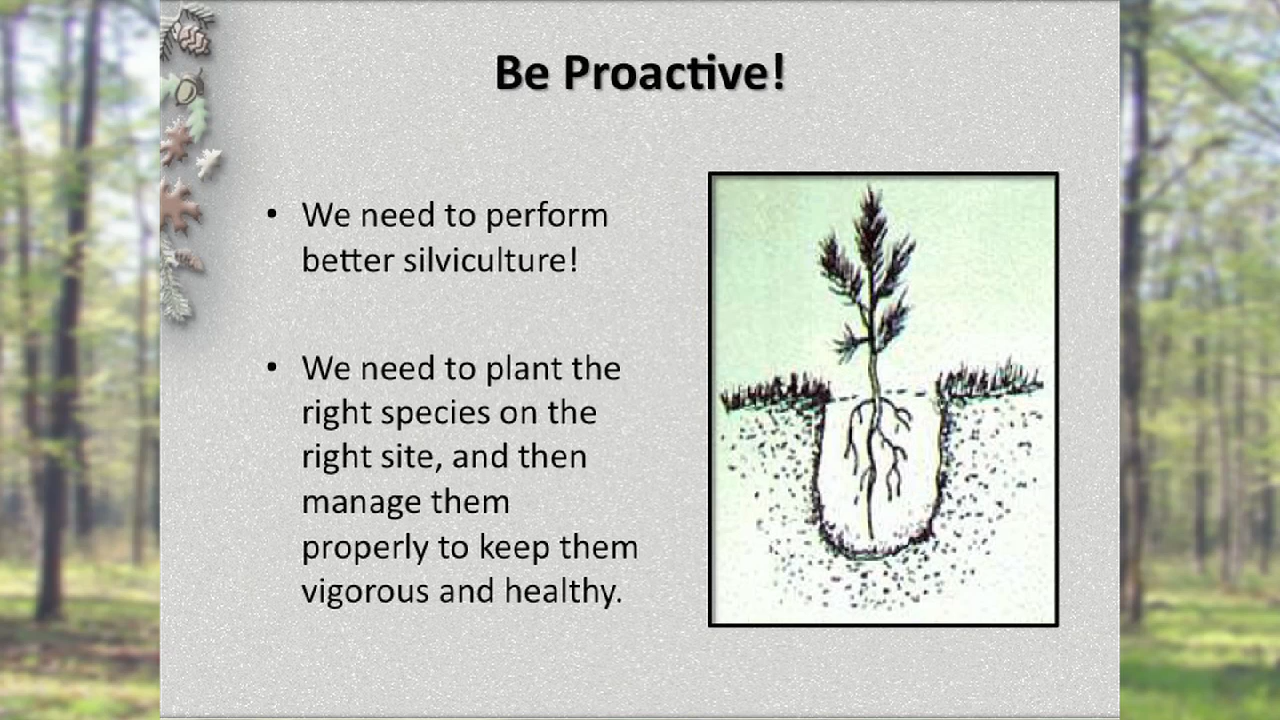 Be Proactive!
• We need to perform
better silviculture!
• We need to plant the
right species on the
right site, and then
manage them
properly to keep them
vigorous and healthy.